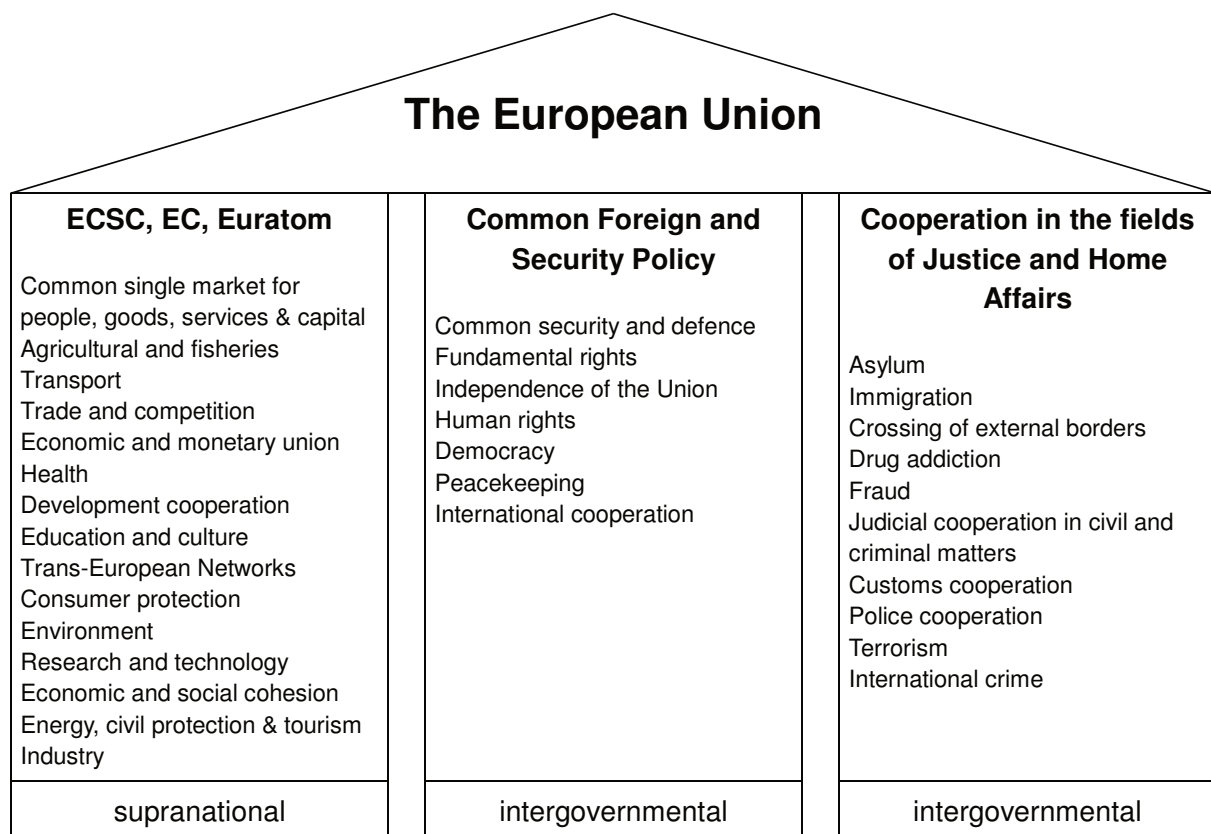 The European Union
ECSC, EC, Euratom
Common single market for
people, goods, services & capital
Agricultural and fisheries
Transport
Trade and competition
Economic and monetary union
Health
Development cooperation
Education and culture
Trans-European Networks
Consumer protection
Environment
Research and technology
Economic and social cohesion
Energy, civil protection & tourism
Industry
supranational
Common Foreign and
Security Policy
Common security and defence
Fundamental rights
Independence of the Union
Human rights
Democracy
Peacekeeping
International cooperation
intergovernmental
Cooperation in the fields
of Justice and Home
Affairs
Asylum
Immigration
Crossing of external borders
Drug addiction
Fraud
Judicial cooperation in civil and
criminal matters
Customs cooperation
Police cooperation
Terrorism
International crime
intergovernmental